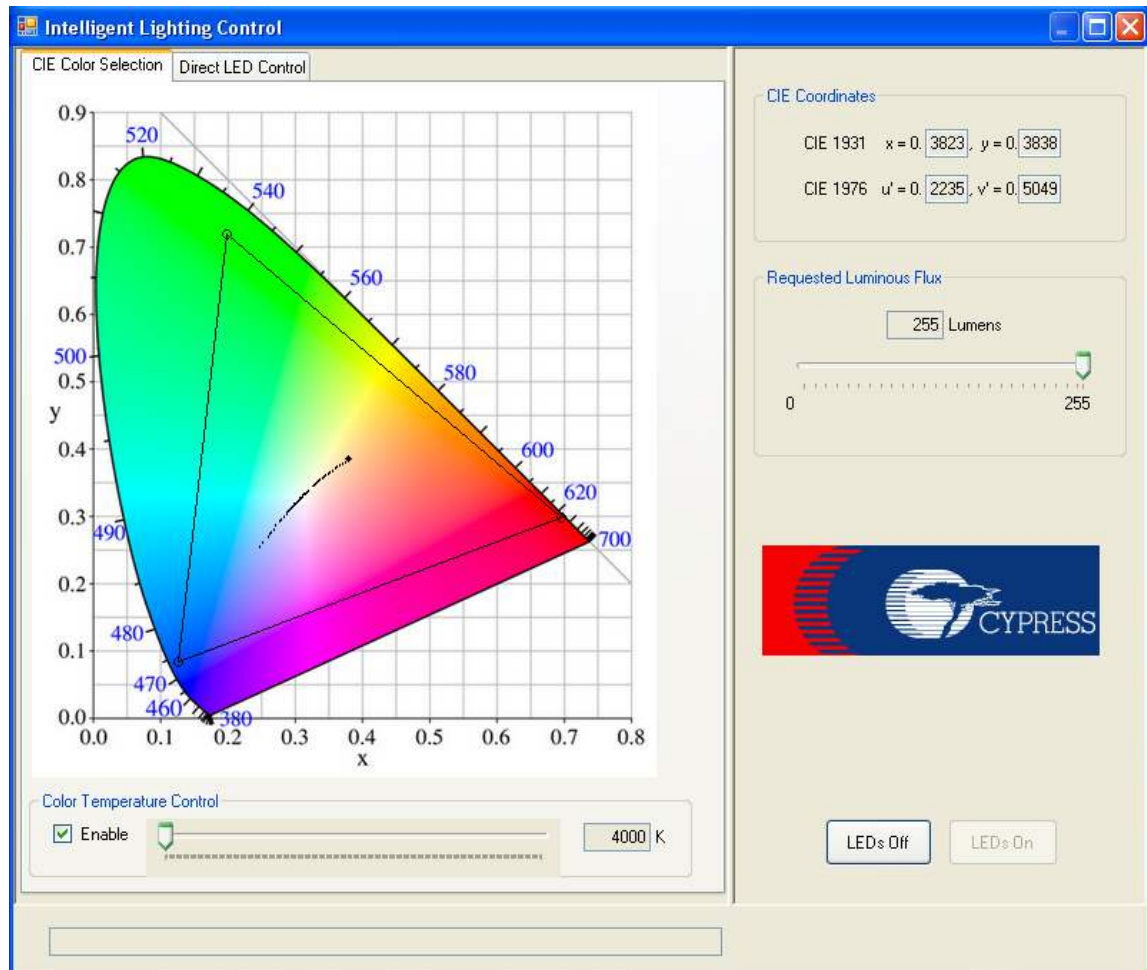 Intelligent Lighting Control
CIE Color Selection
Direct LED Control
0.9
0.8
0.7
0.6
0.5
y
0.4
0.3
0.2
0.1
0.0
0.0 0.1 0.2 0.3 0.4 0.5 0.6 0.7 0.8
x
520
540
560
580
600
620
700
500
490
480
470
460
380
Color Temperature Control
Enable
4000 K
CIE Coordinates
CIE 1931 x = 0. 3823, y = 0. 3838
CIE 1976 u' = 0. 2235, v' = 0. 5049
Requested Luminous Flux
255 Lumens
0 255
CYPRESS
LEDs Off
LEDs On